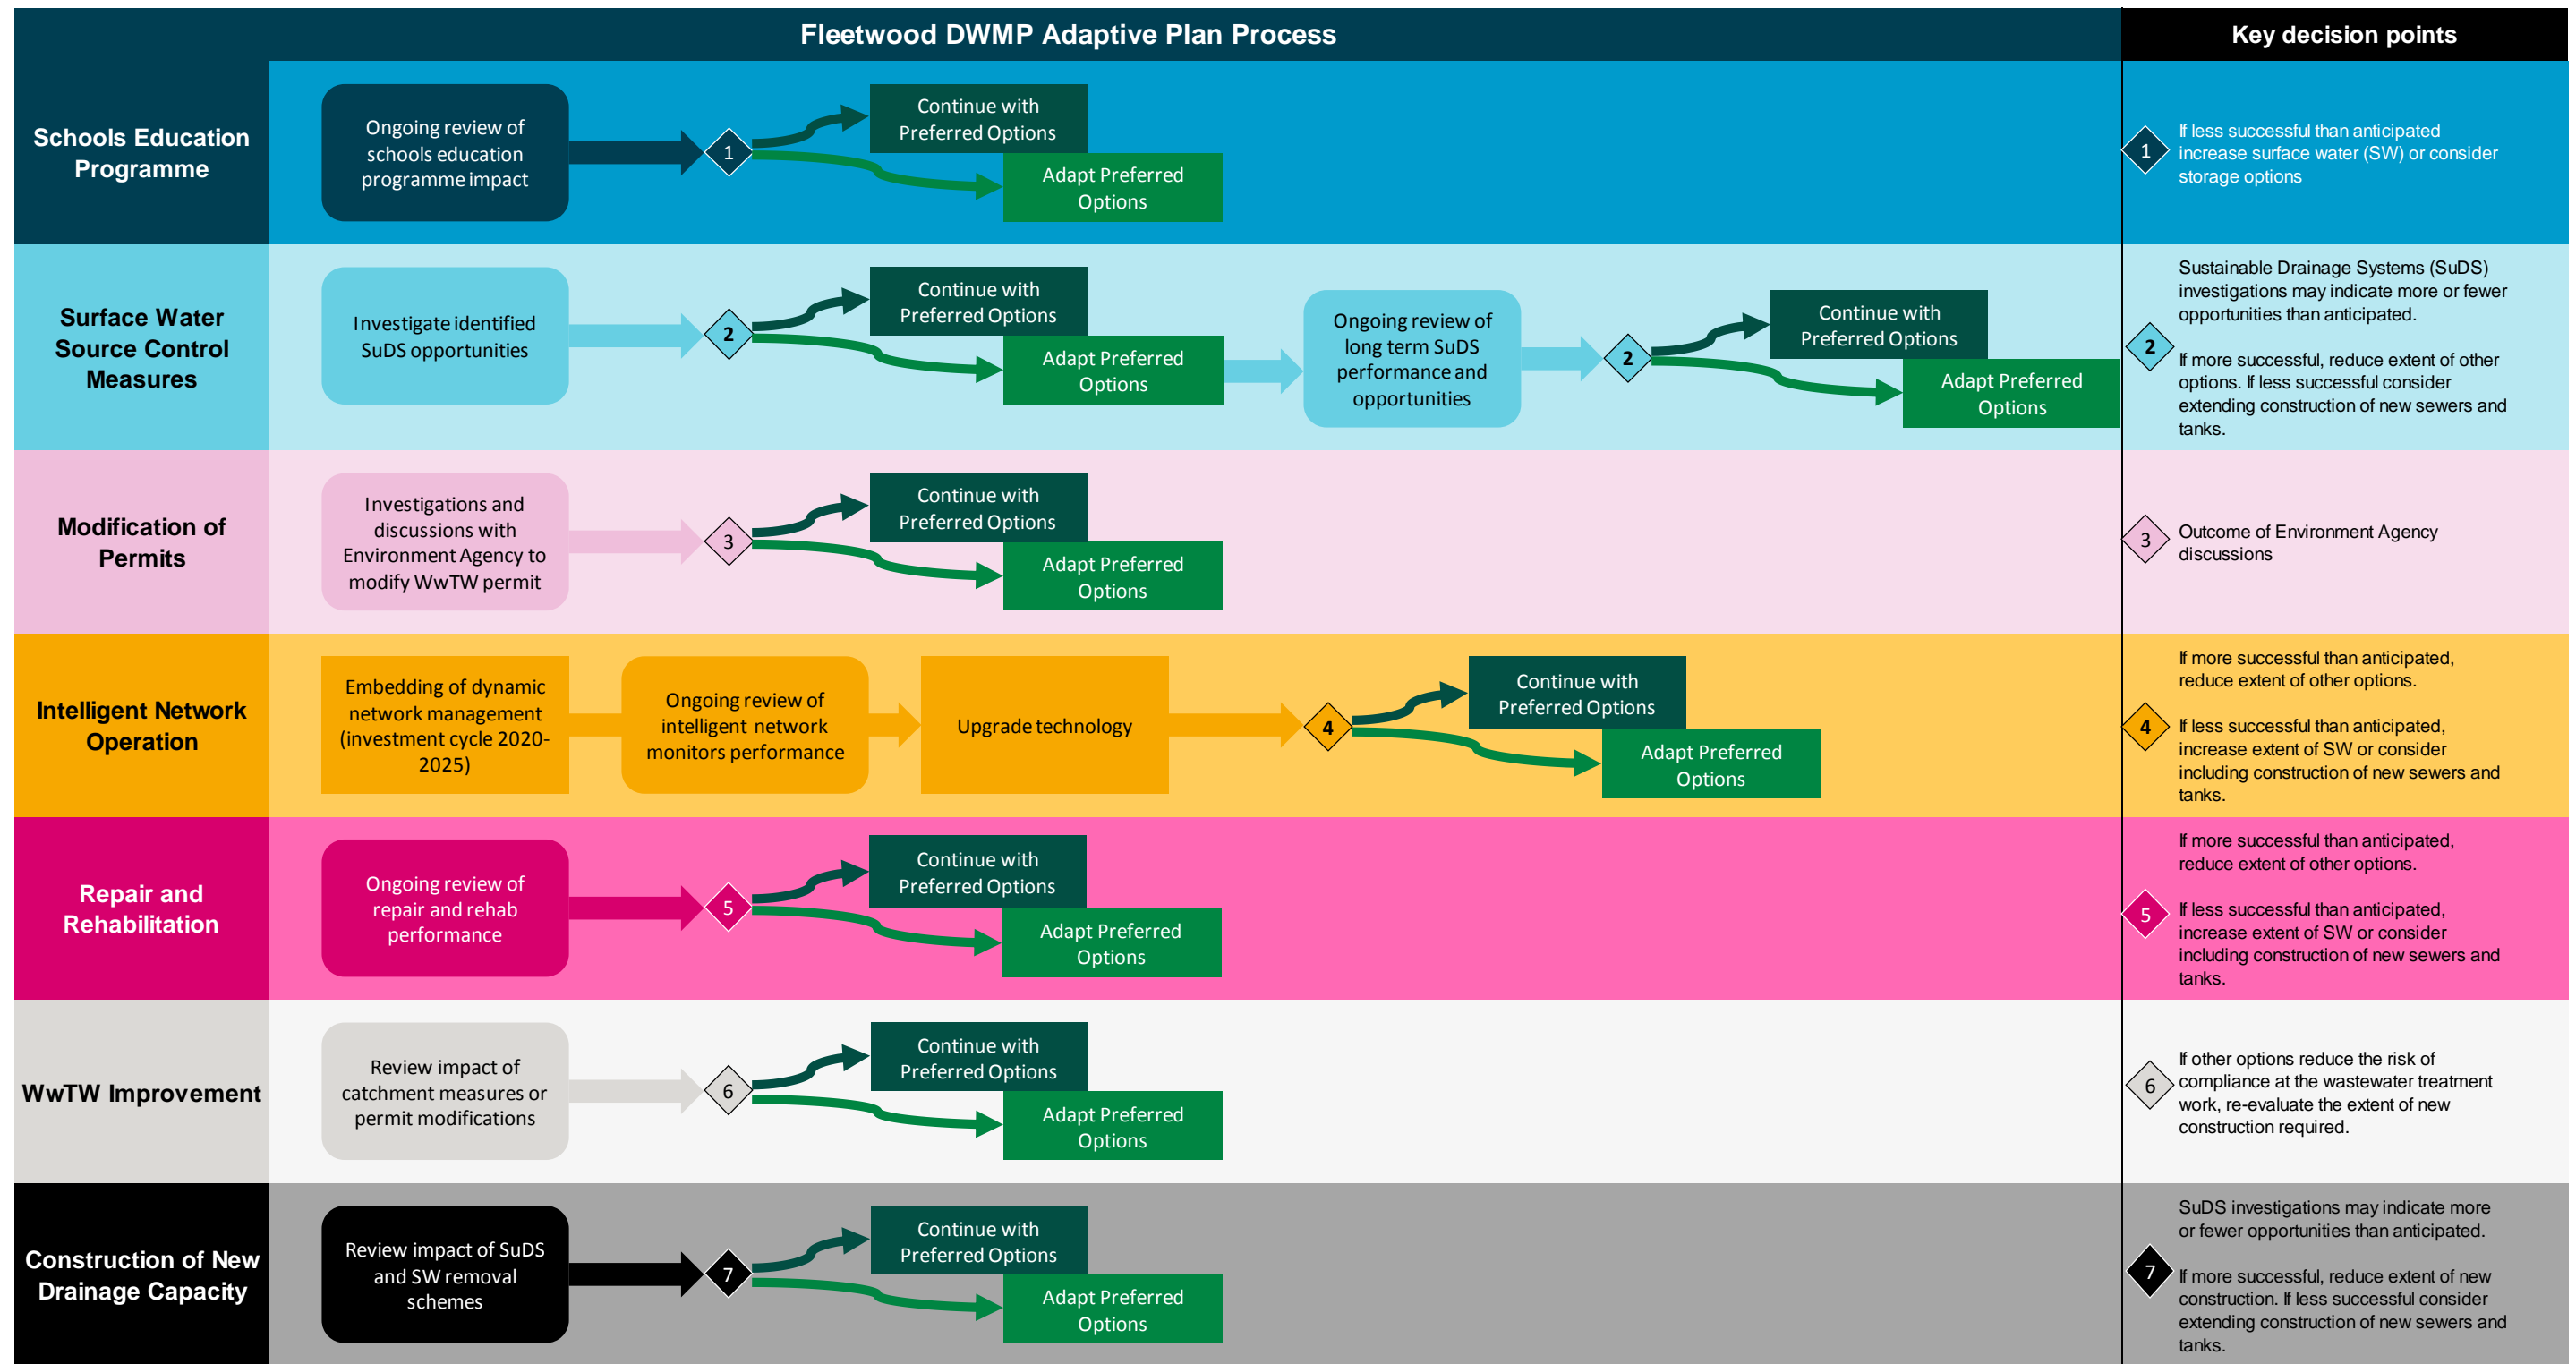 Fleetwood DWMP Adaptive Plan Process
Key decision points
Schools Education
Programme
Ongoing review of
schools education
programme impact
1
Continue with
Preferred Options
Adapt Preferred
Options
1
If less successful than anticipated
increase surface water (SW) or consider
storage options
Surface Water
Source Control
Measures
Investigate identified
SuDS opportunities
2
Continue with
Preferred Options
Adapt Preferred
Options
Ongoing review of
long term SuDS
performance and
opportunities
2
Continue with
Preferred Options
Adapt Preferred
Options
2
Sustainable Drainage Systems (SuDS)
investigations may indicate more or fewer
opportunities than anticipated.
If more successful, reduce extent of other
options. If less successful consider
extending construction of new sewers and
tanks.
Modification of
Permits
Investigations and
discussions with
Environment Agency to
modify WwTW permit
3
Continue with
Preferred Options
Adapt Preferred
Options
3
Outcome of Environment Agency
discussions
Intelligent Network
Operation
Embedding of dynamic
network management
(investment cycle 2020-
2025)
Ongoing review of
intelligent network
monitors performance
Upgrade technology
4
Continue with
Preferred Options
Adapt Preferred
Options
4
If more successful than anticipated,
reduce extent of other options.
If less successful than anticipated,
increase extent of SW or consider
including construction of new sewers and
tanks.
Repair and
Rehabilitation
Ongoing review of
repair and rehab
performance
5
Continue with
Preferred Options
Adapt Preferred
Options
5
If more successful than anticipated,
reduce extent of other options.
If less successful than anticipated,
increase extent of SW or consider
including construction of new sewers and
tanks.
WwTW Improvement
Review impact of
catchment measures or
permit modifications
6
Continue with
Preferred Options
Adapt Preferred
Options
6
If other options reduce the risk of
compliance at the wastewater treatment
work, re-evaluate the extent of new
construction required.
Construction of New
Drainage Capacity
Review impact of SuDS
and SW removal
schemes
7
Continue with
Preferred Options
Adapt Preferred
Options
7
SuDS investigations may indicate more
or fewer opportunities than anticipated.
If more successful, reduce extent of new
construction. If less successful consider
extending construction of new sewers and
tanks.